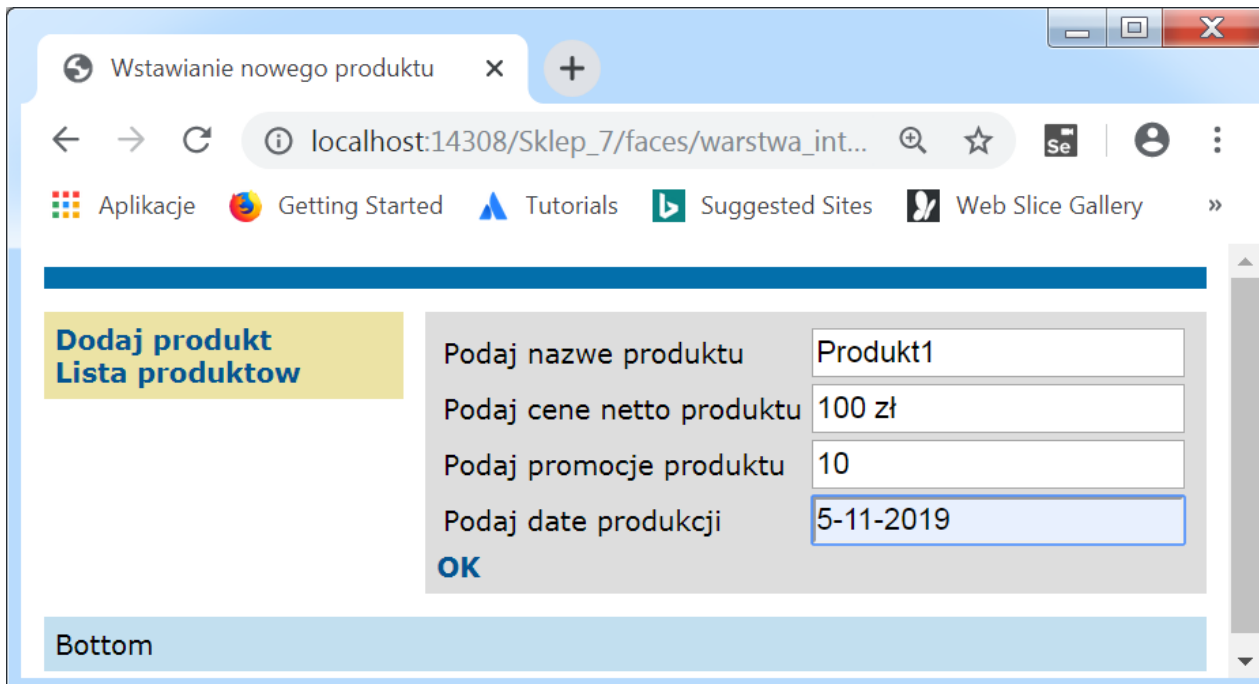 Wstawianie nowego produktu
localhost:14308/Sklep_7/faces/warstwa_int...
Se
Aplikacje Getting Started Tutorials Suggested Sites Web Slice Gallery »
Dodaj produkt
Lista produktow
Podaj nazwe produktu Produkt1
Podaj cene netto produktu 100 zł
Podaj promocje produktu 10
Podaj date produkcji 5-11-2019
OK
Bottom